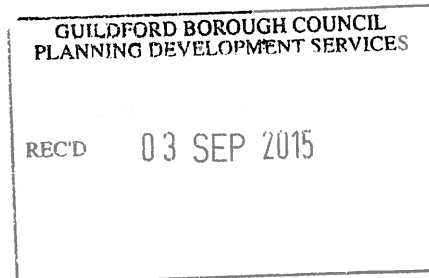 GUILDFORD BOROUGH COUNCIL
PLANNING DEVELOPMENT SERVICES
REC'D 03 SEP 2015